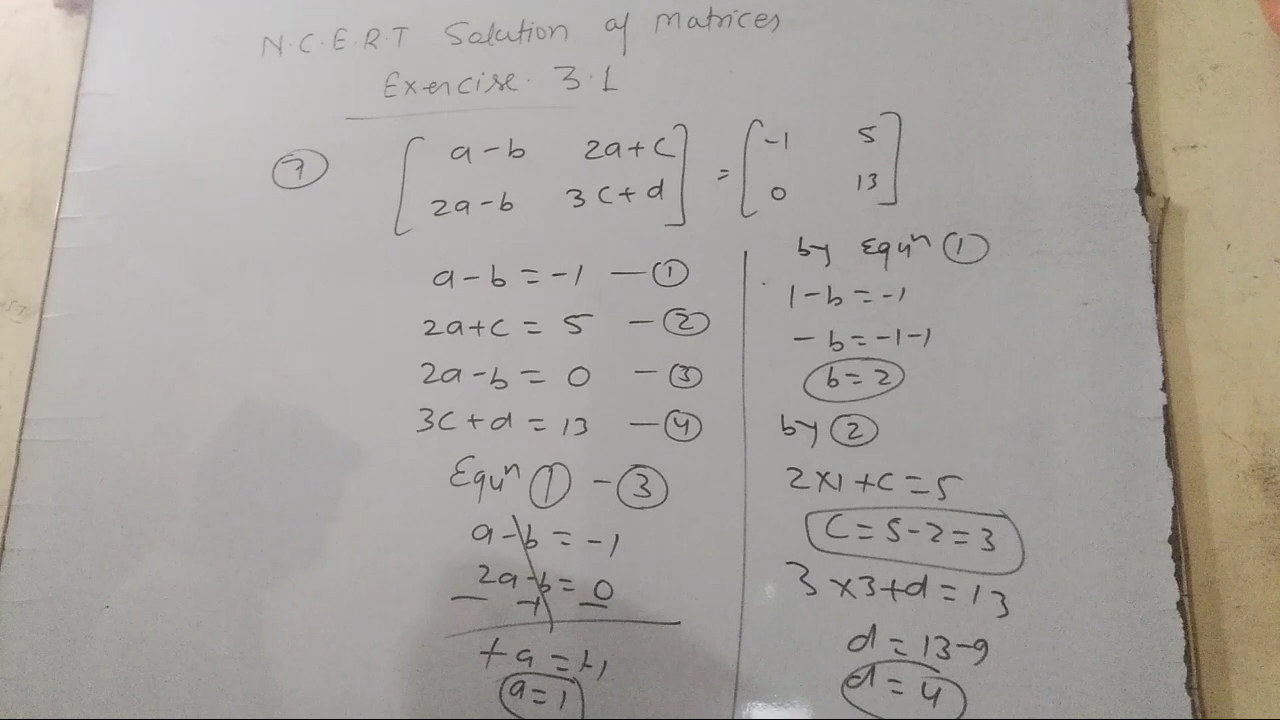 N.C.E.R.T Solution of matrices
Exercise. 3.1
⑦ [ a-b 2a+c ] = [ -1 5 ]
[ 2a-b 3c+d ] [ 0 13 ]
a-b = -1 — ①
2a+c = 5 — ②
2a-b = 0 — ③
3c+d = 13 — ④
Equⁿ ① - ③
a-b = -1
2a-b = 0
- + -
+a = +1
a=1
by Equⁿ ①
1-b = -1
-b = -1-1
b=2
by ②
2×1+c=5
C=5-2=3
3×3+d=13
d=13-9
d=4